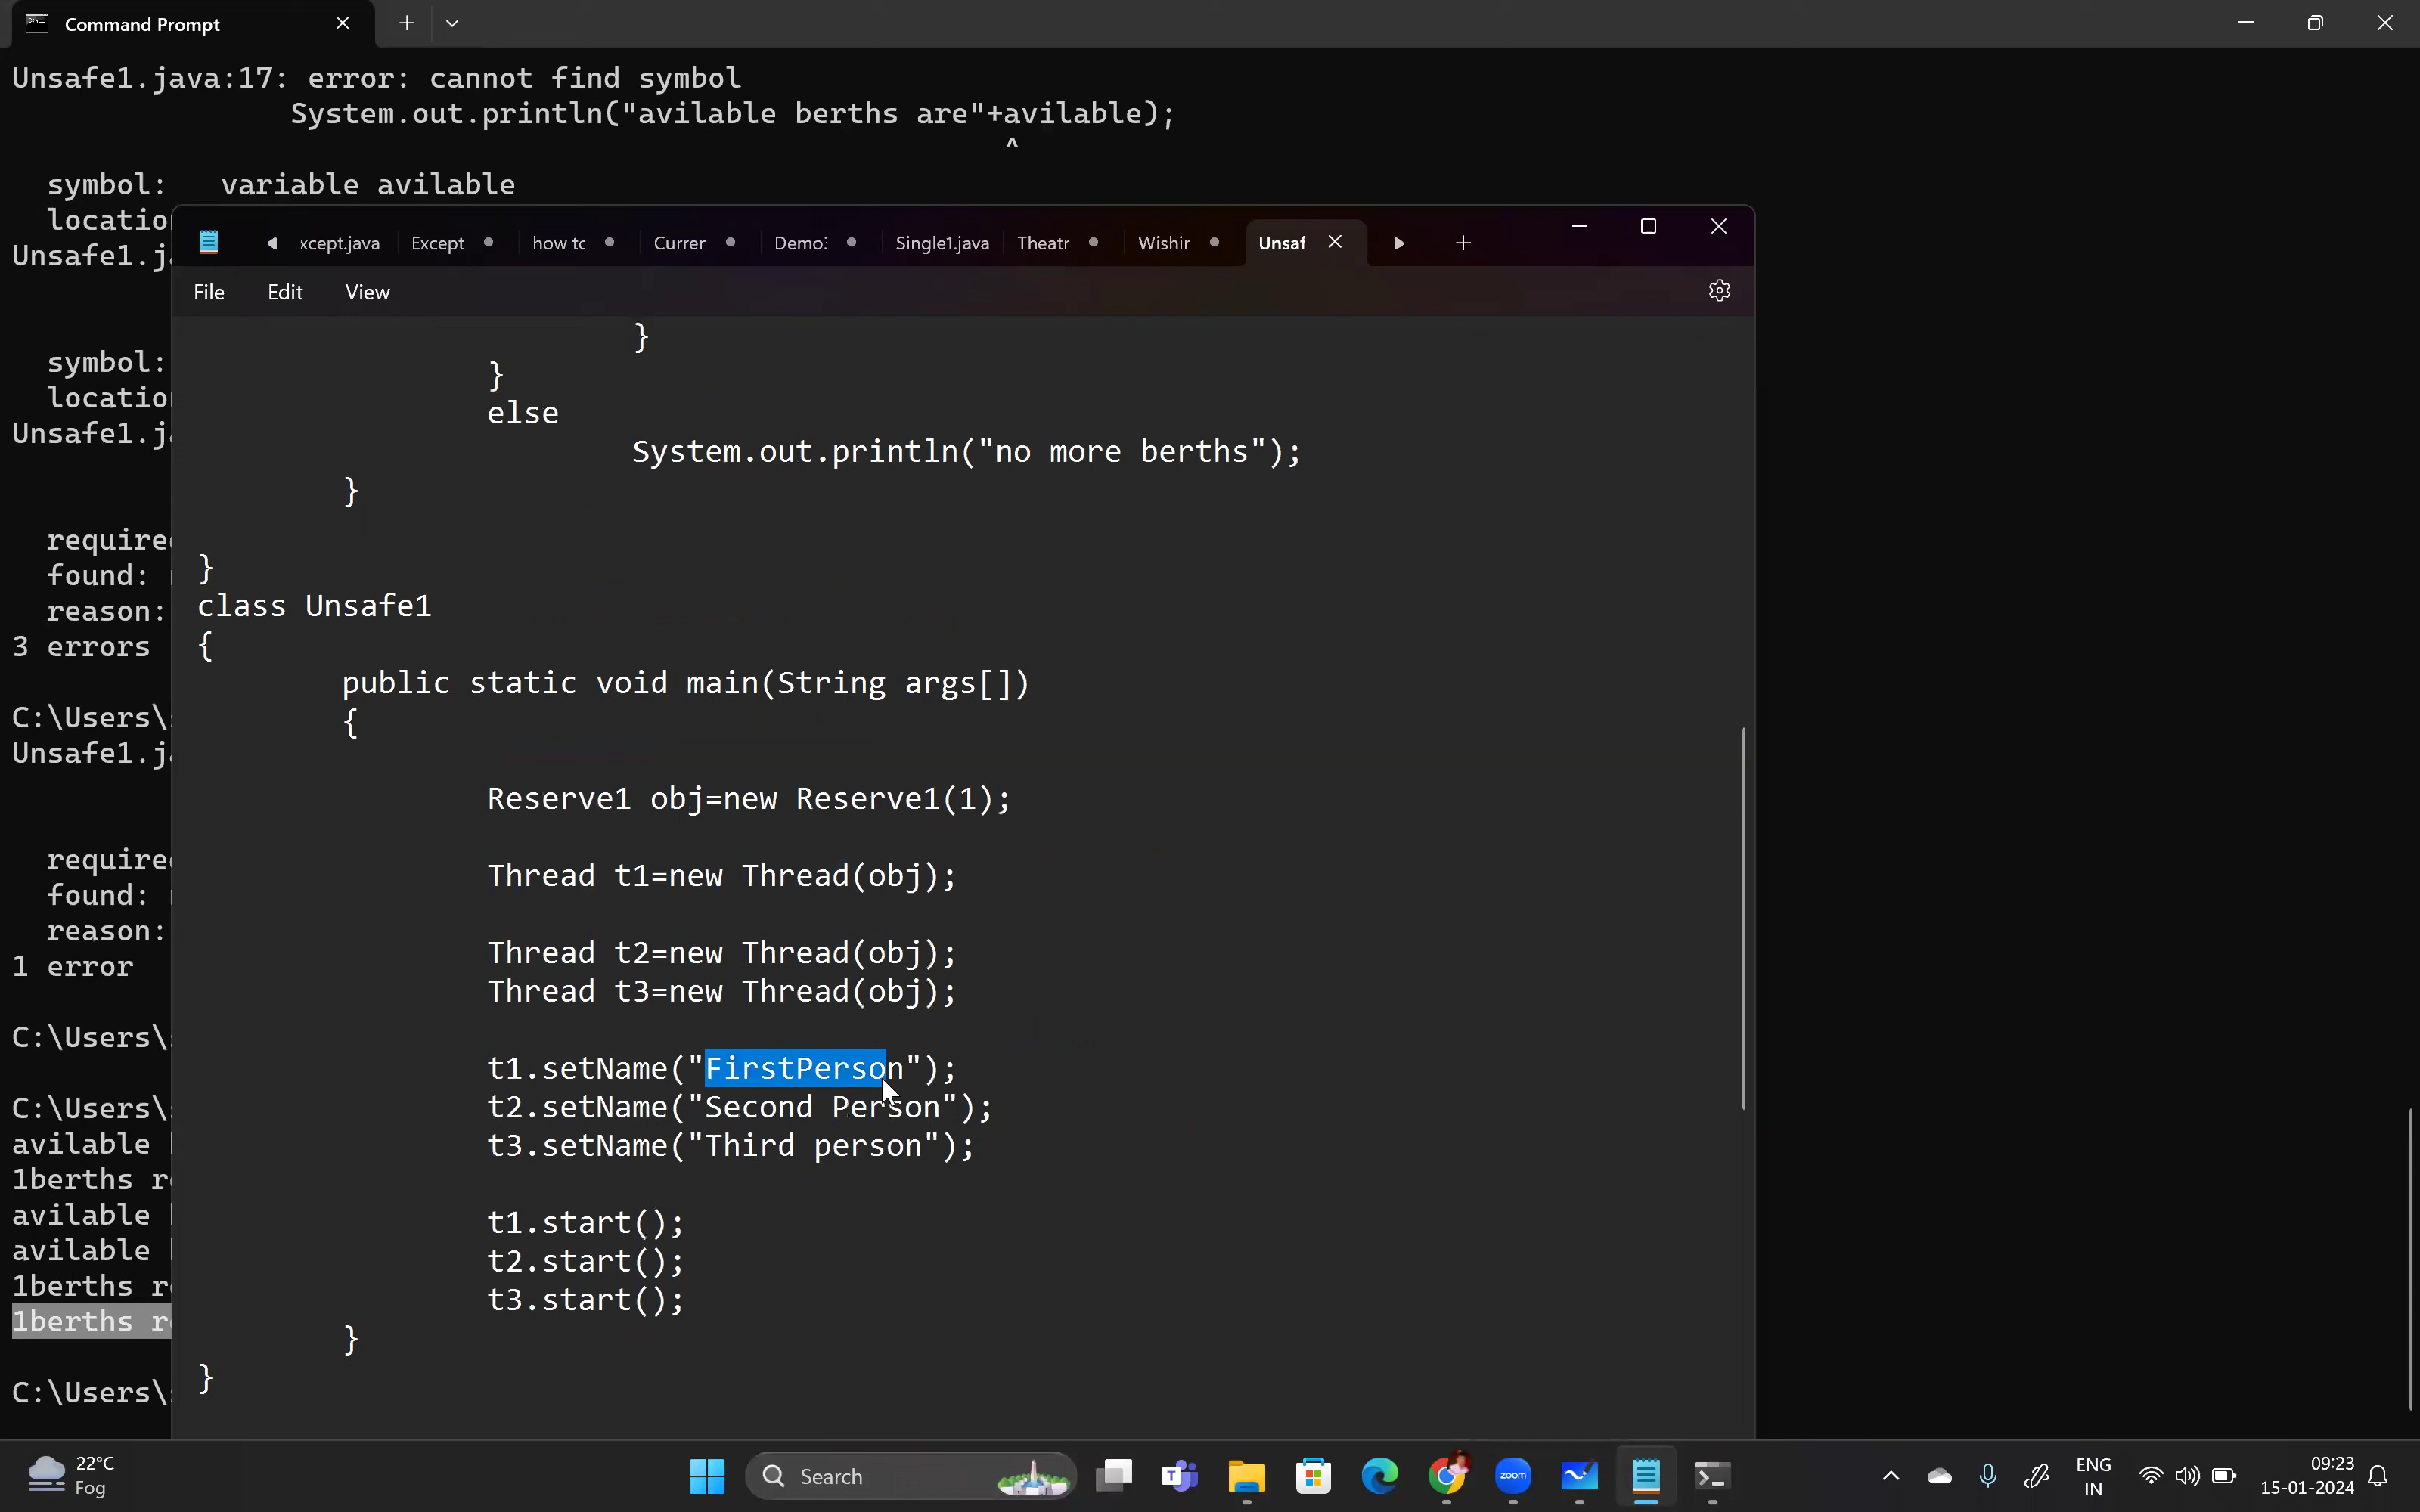 Command Prompt
Unsafe1.java:17: error: cannot find symbol
System.out.println("avilable berths are"+avilable);
^
symbol: variable avilable
Unsafe1.j
symbol:
Unsafe1.j
required
found:
reason:
3 errors
C:\Users\
Unsafe1.j
required
found:
reason:
1 error
C:\Users\
C:\Users\
avilable
1berths
avilable
avilable
1berths
1berths
C:\Users\
xcept.java
Except
how tc
Currer
Demo3
Single1.java
Theatr
Wishir
Unsaf
File
Edit
View
}
}
else
System.out.println("no more berths");
}
}
class Unsafe1
{
public static void main(String args[])
{
Reserve1 obj=new Reserve1(1);
Thread t1=new Thread(obj);
Thread t2=new Thread(obj);
Thread t3=new Thread(obj);
t1.setName("FirstPerson");
t2.setName("Second Person");
t3.setName("Third person");
t1.start();
t2.start();
t3.start();
}
}
22°C
Fog
Search
zoom
ENG
IN
09:23
15-01-2024